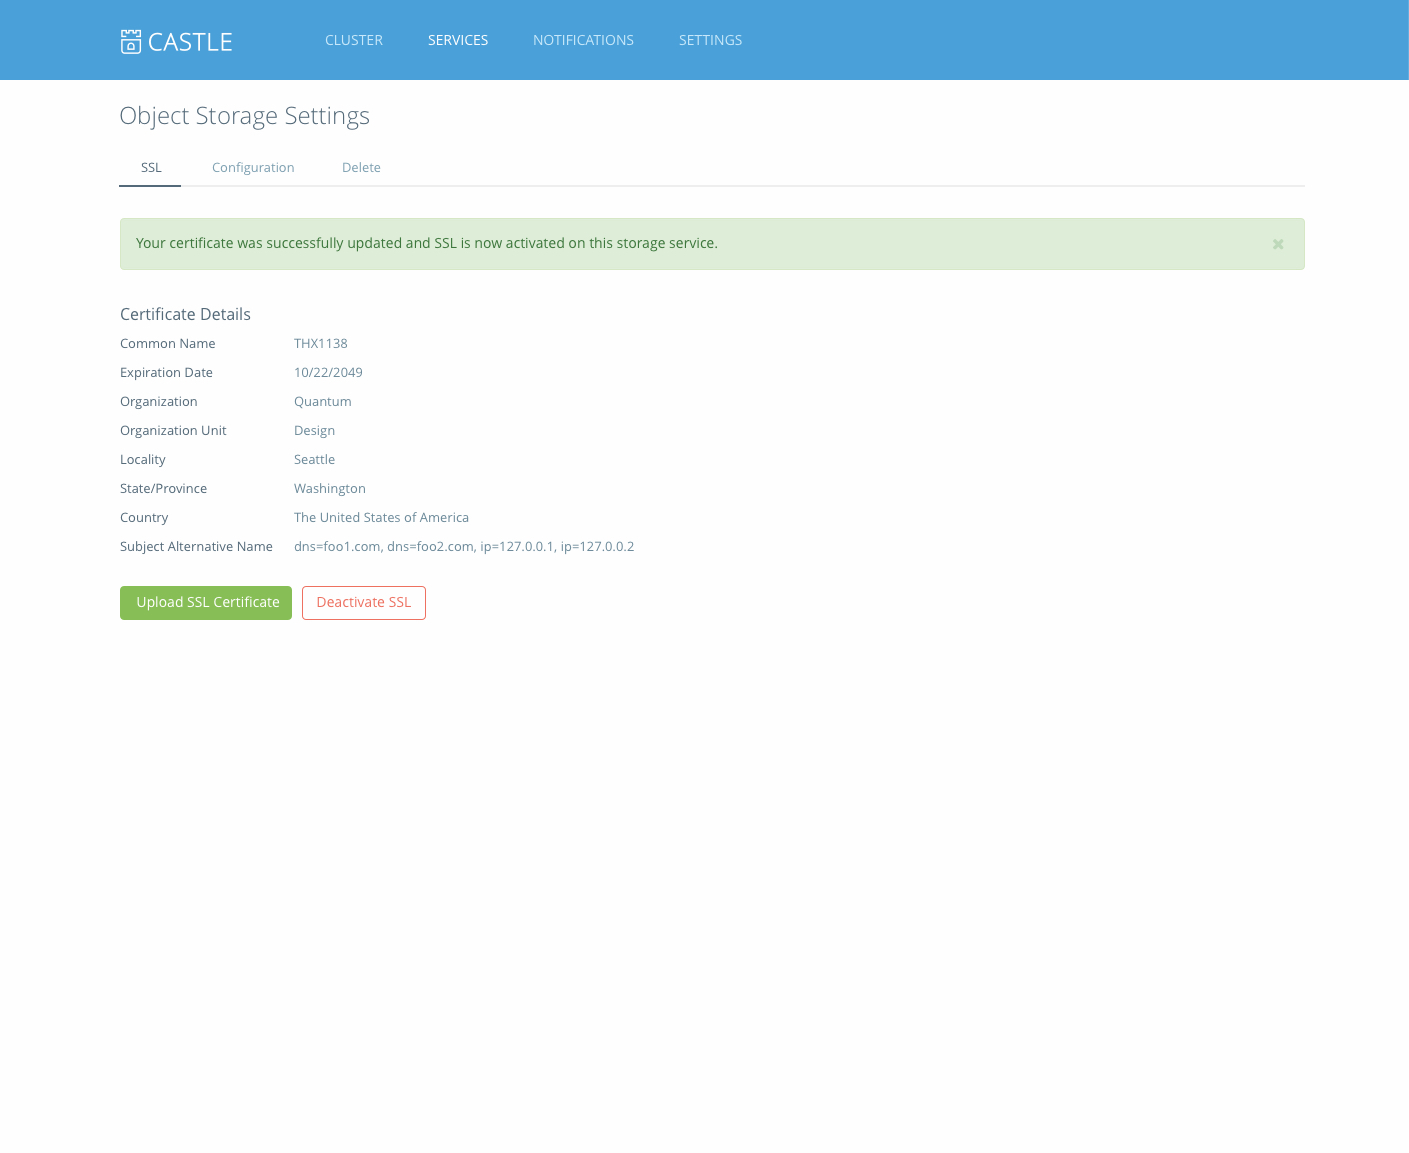 CASTLE
CLUSTER SERVICES NOTIFICATIONS SETTINGS
Object Storage Settings
SSL Configuration Delete
Your certificate was successfully updated and SSL is now activated on this storage service.
Certificate Details
Common Name THX1138
Expiration Date 10/22/2049
Organization Quantum
Organization Unit Design
Locality Seattle
State/Province Washington
Country The United States of America
Subject Alternative Name dns=foo1.com, dns=foo2.com, ip=127.0.0.1, ip=127.0.0.2
Upload SSL Certificate Deactivate SSL